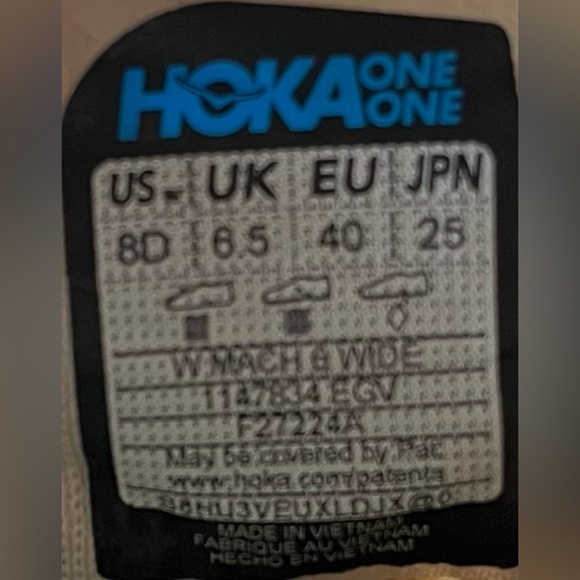 HOKA ONE ONE
US W UK EU JPN
8D 6.5 40 25
W MACH 6 WIDE
1147834 EGV
F27224A
May be covered by Pat.
www.hoka.com/patents
MADE IN VIETNAM
FABRIQUE AU VIETNAM
HECHO EN VIETNAM